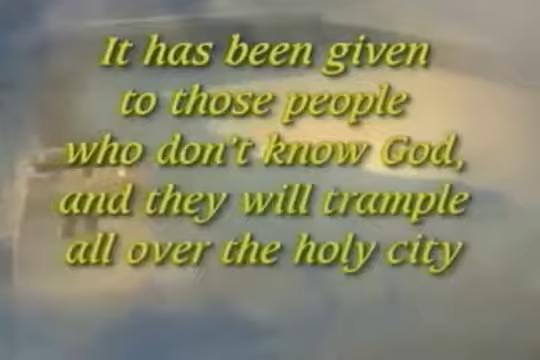 It has been given
to those people
who don't know God,
and they will trample
all over the holy city